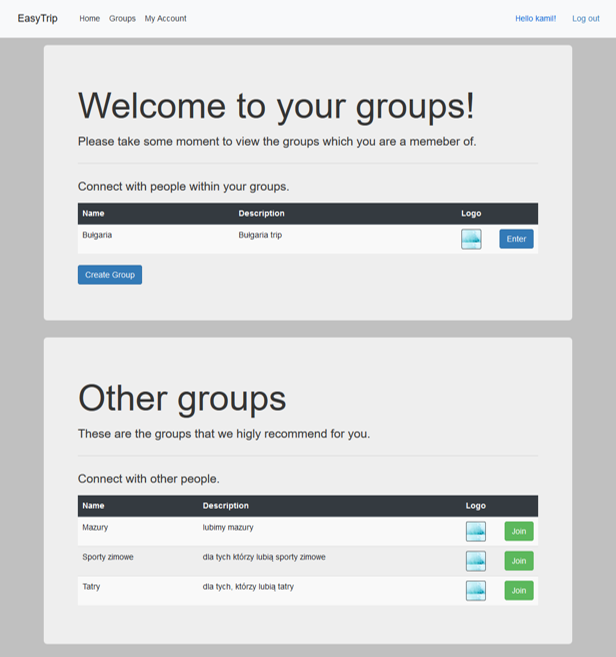 EasyTrip Home Groups My Account Hello kamil! Log out
Welcome to your groups!
Please take some moment to view the groups which you are a memeber of.
Connect with people within your groups.
Name Description Logo
Bułgaria Bułgaria trip Enter
Create Group
Other groups
These are the groups that we higly recommend for you.
Connect with other people.
Name Description Logo
Mazury lubimy mazury Join
Sporty zimowe dla tych którzy lubią sporty zimowe Join
Tatry dla tych, którzy lubią tatry Join